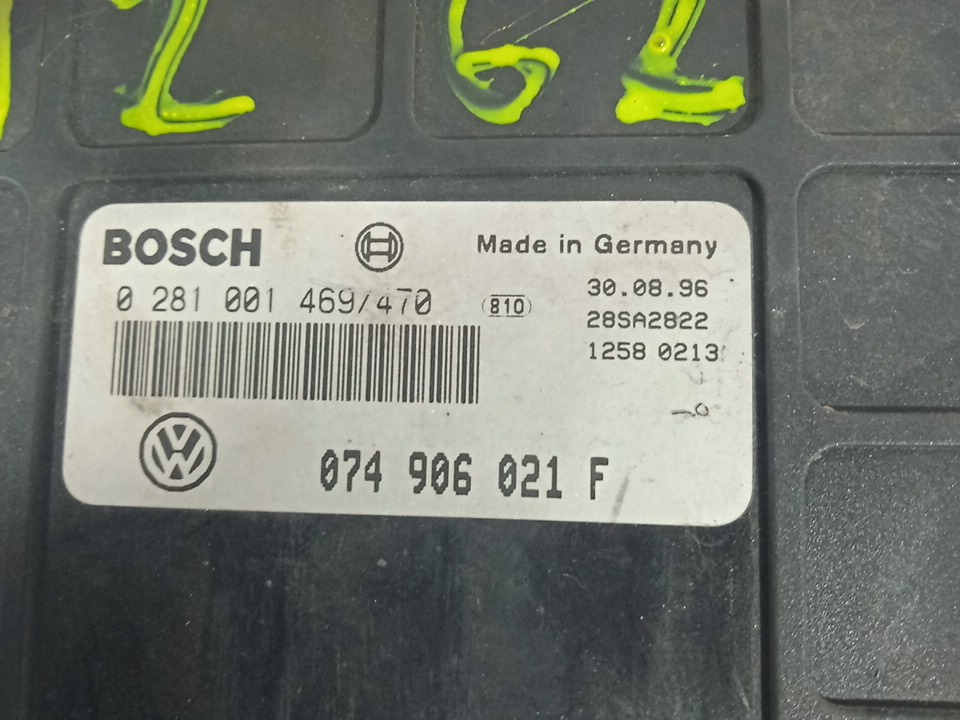 BOSCH
Made in Germany
0 281 001 469/470
810
30.08.96
28SA2822
1258 0213
VW
074 906 021 F